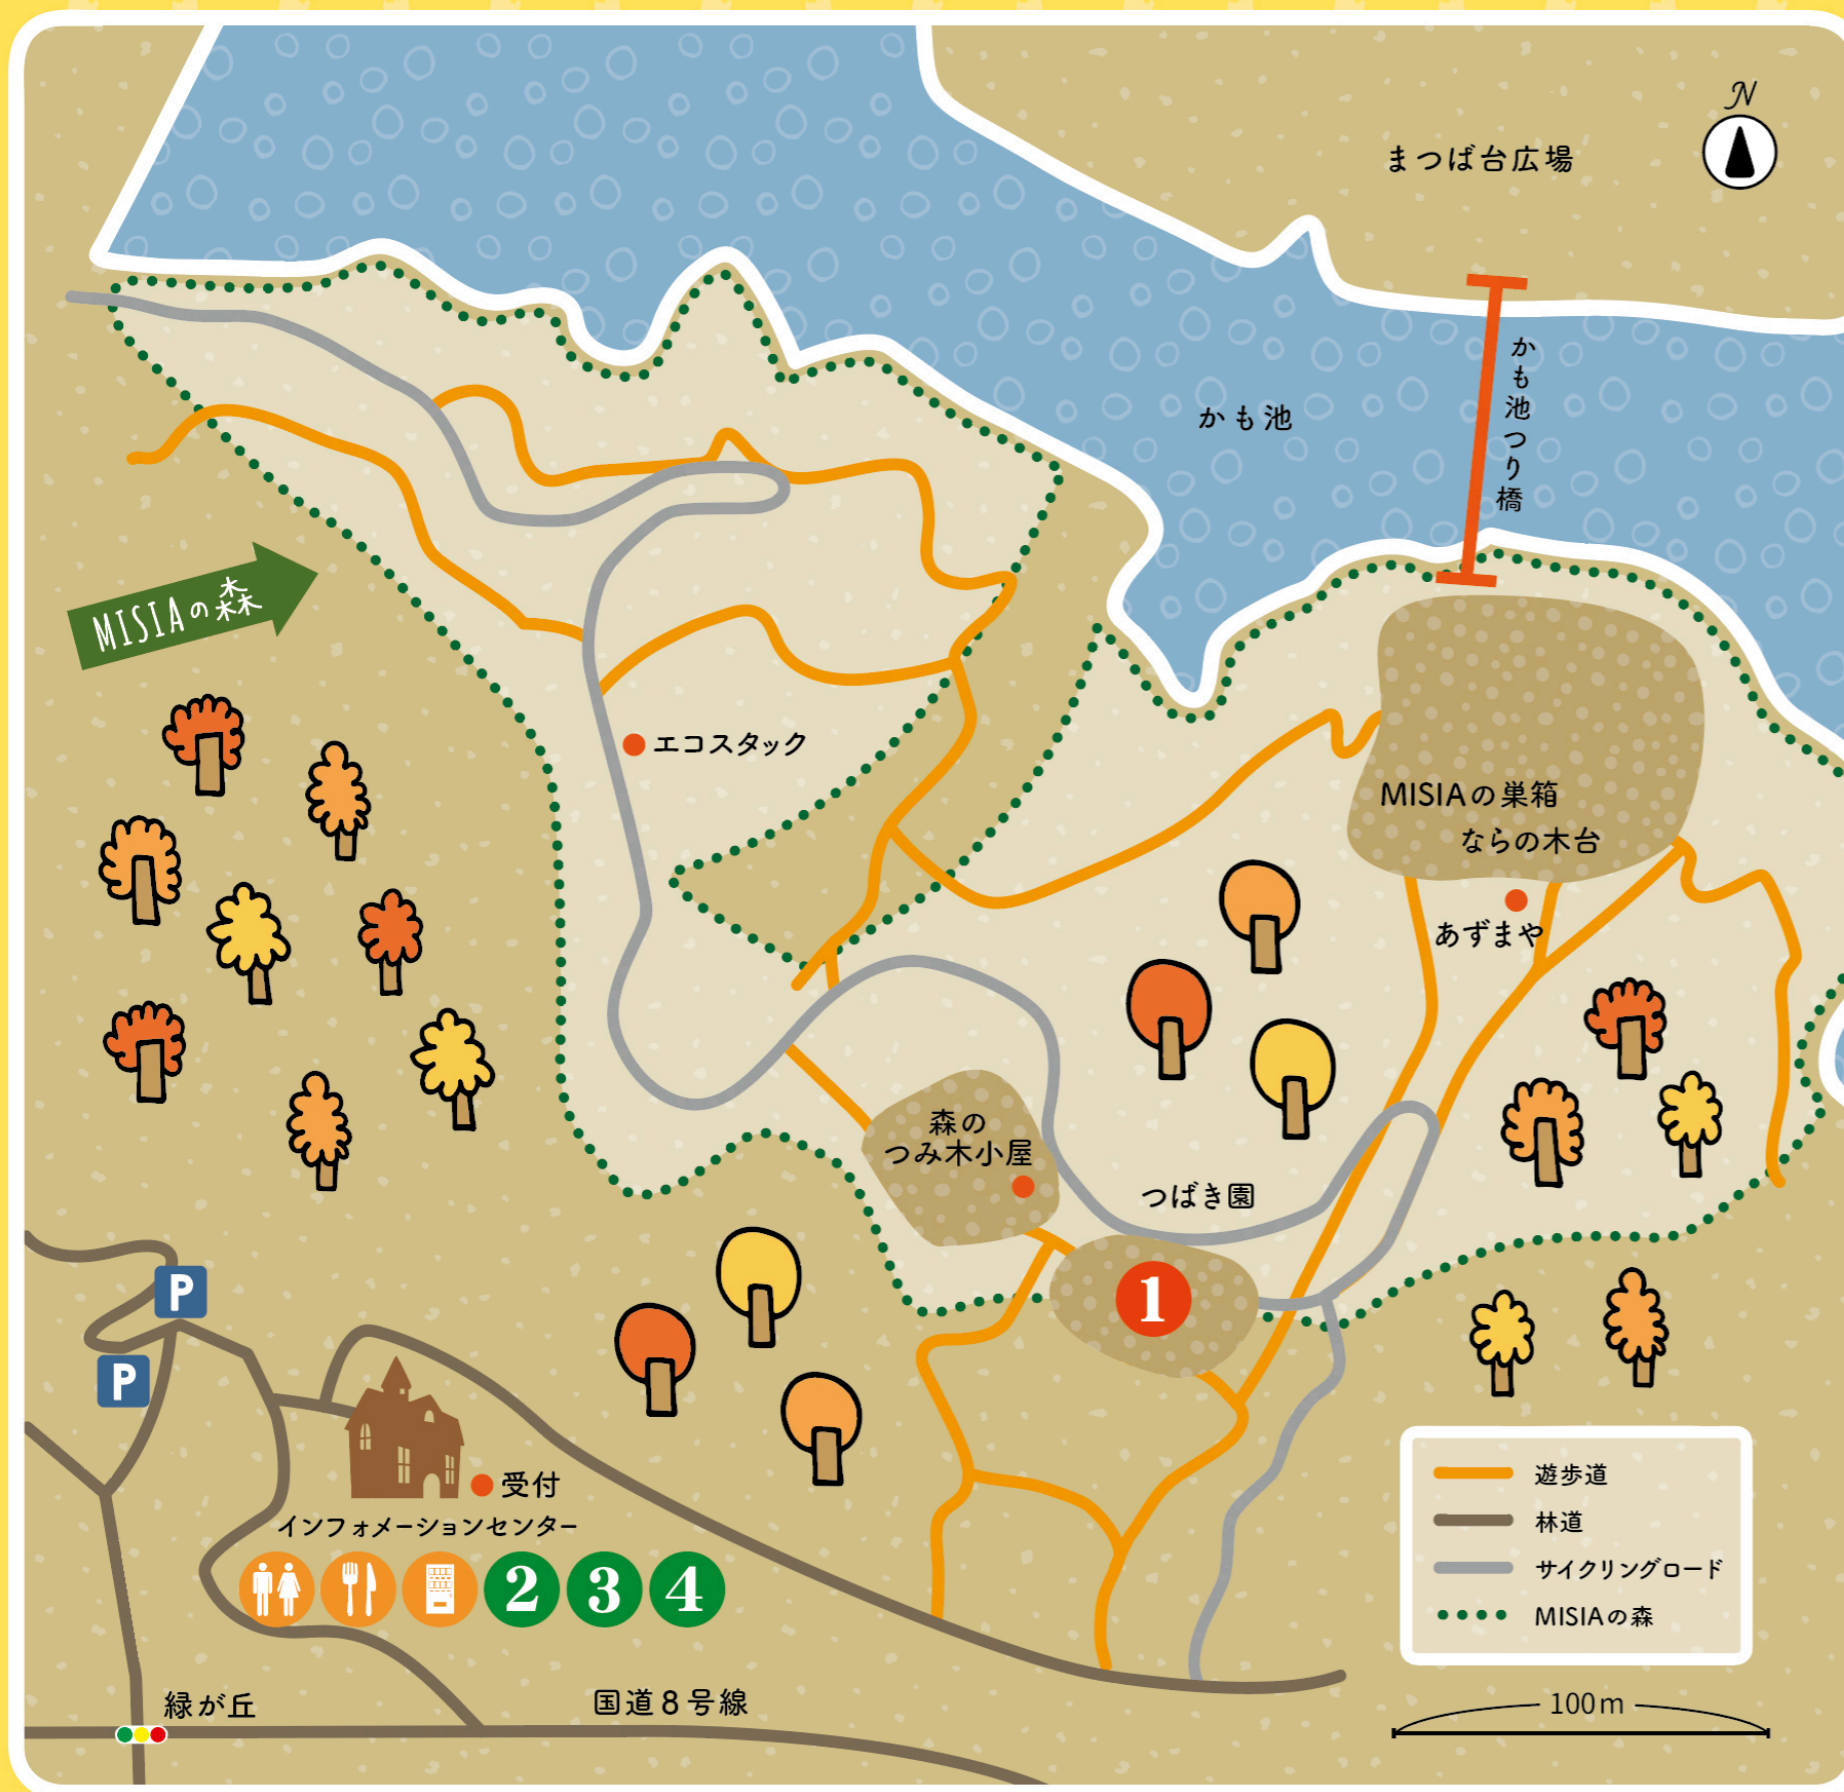 N
まつば台広場
かも池つり橋
かも池
MISIAの森
エコスタック
MISIAの巣箱
ならの木台
あずまや
森の
つみ木小屋
つばき園
1
P
P
受付
インフォメーションセンター
2 3 4
遊歩道
林道
サイクリングロード
MISIAの森
緑が丘
国道8号線
100m